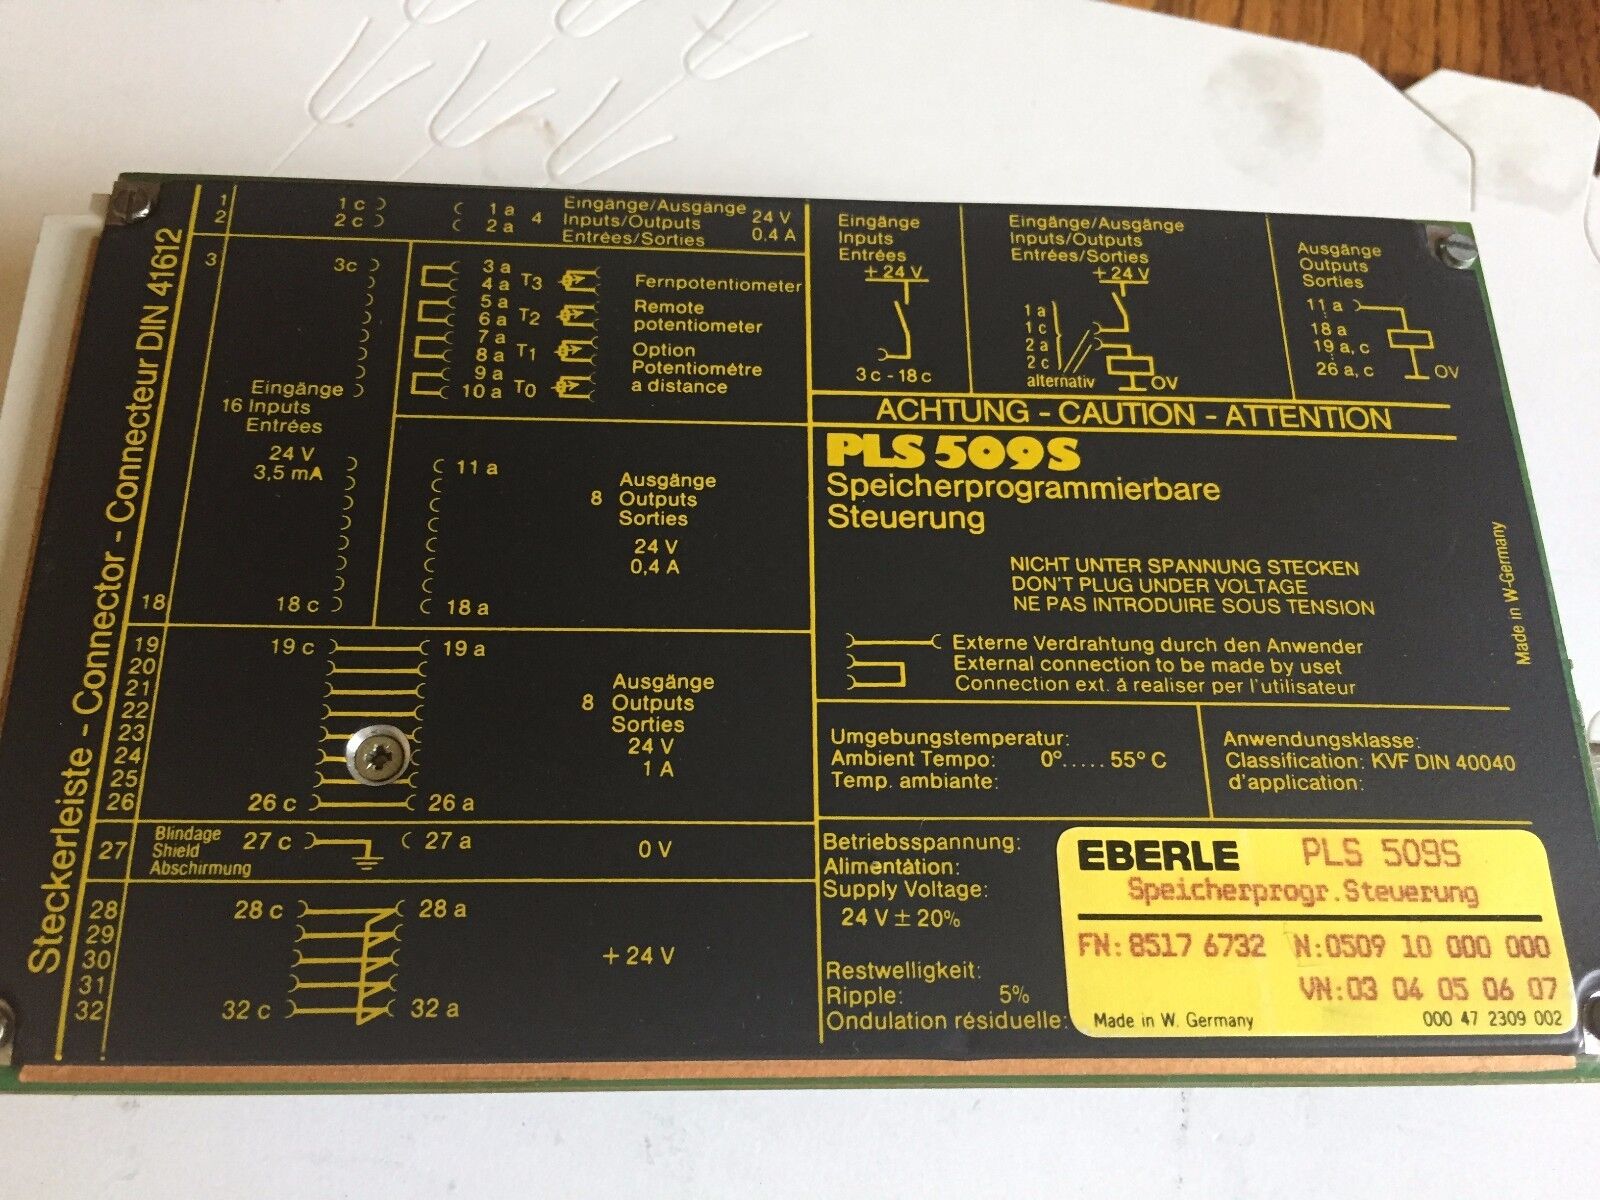 Steckerleiste - Connector - Connecteur DIN 41612
1
2
1 c
2 c
1 a
2 a
4
Eingänge/Ausgänge
Inputs/Outputs
Entrées/Sorties
24 V
0.4 A
3
3c
3 a
4 a
T3
5 a
6 a
T2
7 a
8 a
T1
9 a
10 a
T0
Fernpotentiometer
Remote
potentiometer
Option
Potentiométre
a distance
Eingänge
16 Inputs
Entrées
24 V
3,5 mA
18
18 c
11 a
18 a
Ausgänge
8 Outputs
Sorties
24 V
0,4 A
19
20
21
22
23
24
25
26
19 c
19 a
26 c
26 a
Ausgänge
8 Outputs
Sorties
24 V
1 A
27
Blindage
Shield
Abschirmung
27 c
27 a
0 V
28
29
30
31
32
28 c
28 a
32 c
32 a
+ 24 V
Eingänge
Inputs
Entrées
+ 24 V
3 c - 18 c
Eingänge/Ausgänge
Inputs/Outputs
Entrées/Sorties
+ 24 V
1 a
1 c
2 a
2 c
alternativ
OV
Ausgänge
Outputs
Sorties
11 a
18 a
19 a, c
26 a, c
OV
ACHTUNG - CAUTION - ATTENTION
PLS 509S
Speicherprogrammierbare
Steuerung
NICHT UNTER SPANNUNG STECKEN
DON'T PLUG UNDER VOLTAGE
NE PAS INTRODUIRE SOUS TENSION
Made in W-Germany
Externe Verdrahtung durch den Anwender
External connection to be made by uset
Connection ext. á realiser per l'utilisateur
Umgebungstemperatur:
Ambient Tempo: 0°..... 55° C
Temp. ambiante:
Anwendungsklasse:
Classification: KVF DIN 40040
d'application:
Betriebsspannung:
Alimentátion:
Supply Voltage:
24 V ± 20%
Restwelligkeit:
Ripple: 5%
Ondulation résiduelle:
EBERLE PLS 509S
Speicherprogr.Steuerung
FN: 8517 6732 N:0509 10 000 000
VN:03 04 05 06 07
Made in W. Germany 000 47 2309 002